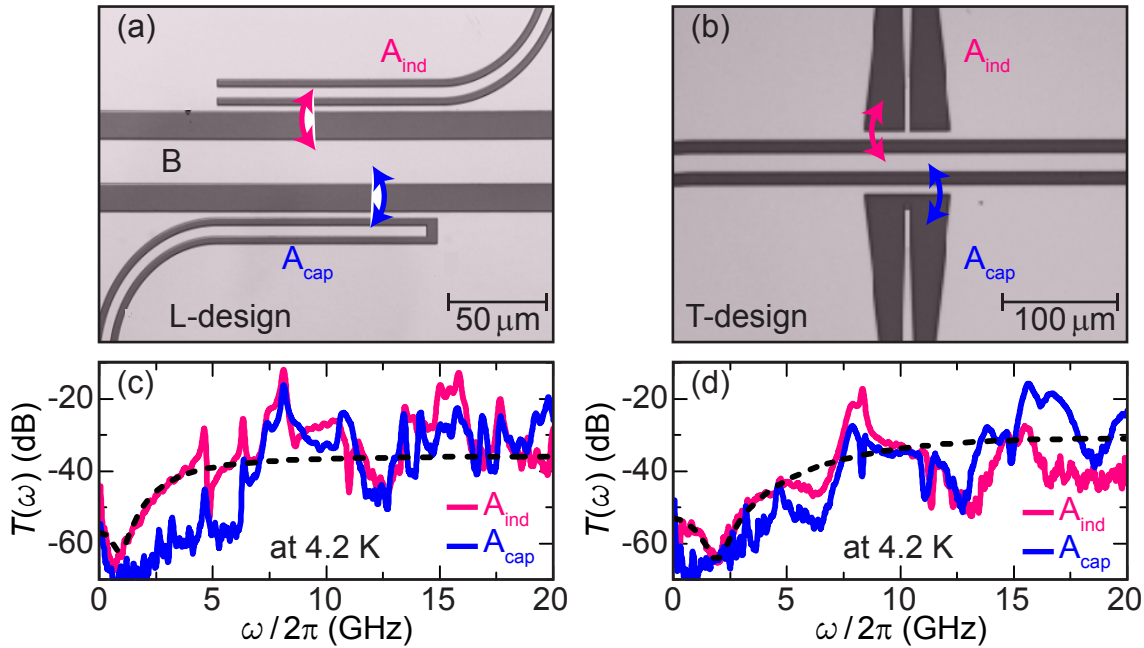 (a)
A_ind
B
A_cap
L-design
50 μm
(b)
A_ind
A_cap
T-design
100 μm
(c)
T(ω) (dB)
-20
-40
-60
A_ind
at 4.2 K
A_cap
0 5 10 15 20
ω / 2π (GHz)
(d)
T(ω) (dB)
-20
-40
-60
A_ind
at 4.2 K
A_cap
0 5 10 15 20
ω / 2π (GHz)